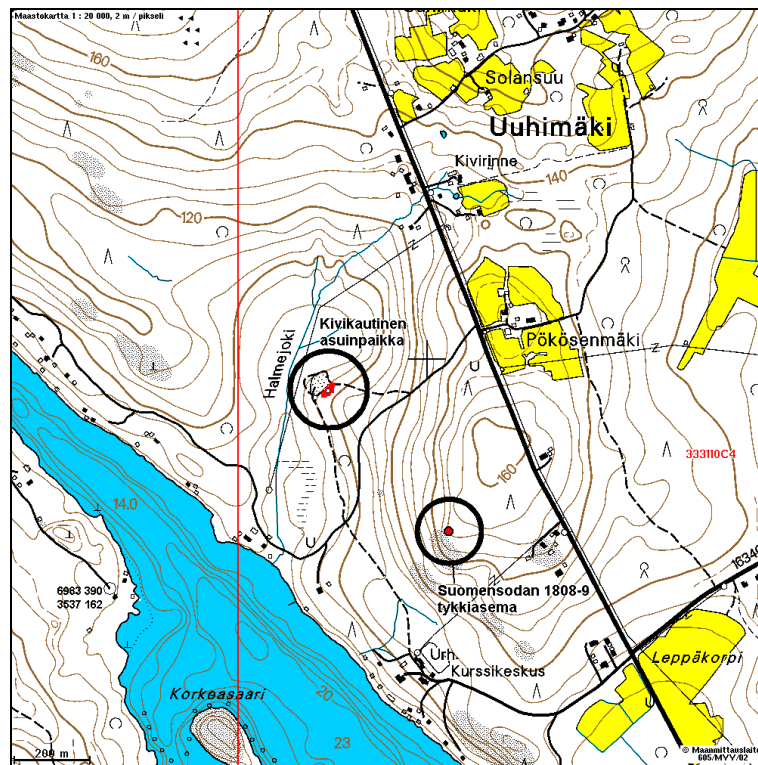 Maastokartta 1 : 20 000, 2 m / pikseli
160
Solansuu
Uuhimäki
Kivirinne
140
120
Kivikautinen
asuinpaikka
Halmejoki
Pökösenmäki
U
333110C4
160
14.0
U
U
6983 390
3537 162
Suomensodan 1808-9
tykkiasema
16340
Urh.
Kurssikeskus
Leppäkorpi
Korkeasaari
20
U
23
200 m
© Maanmittauslaito
605/MYY/02